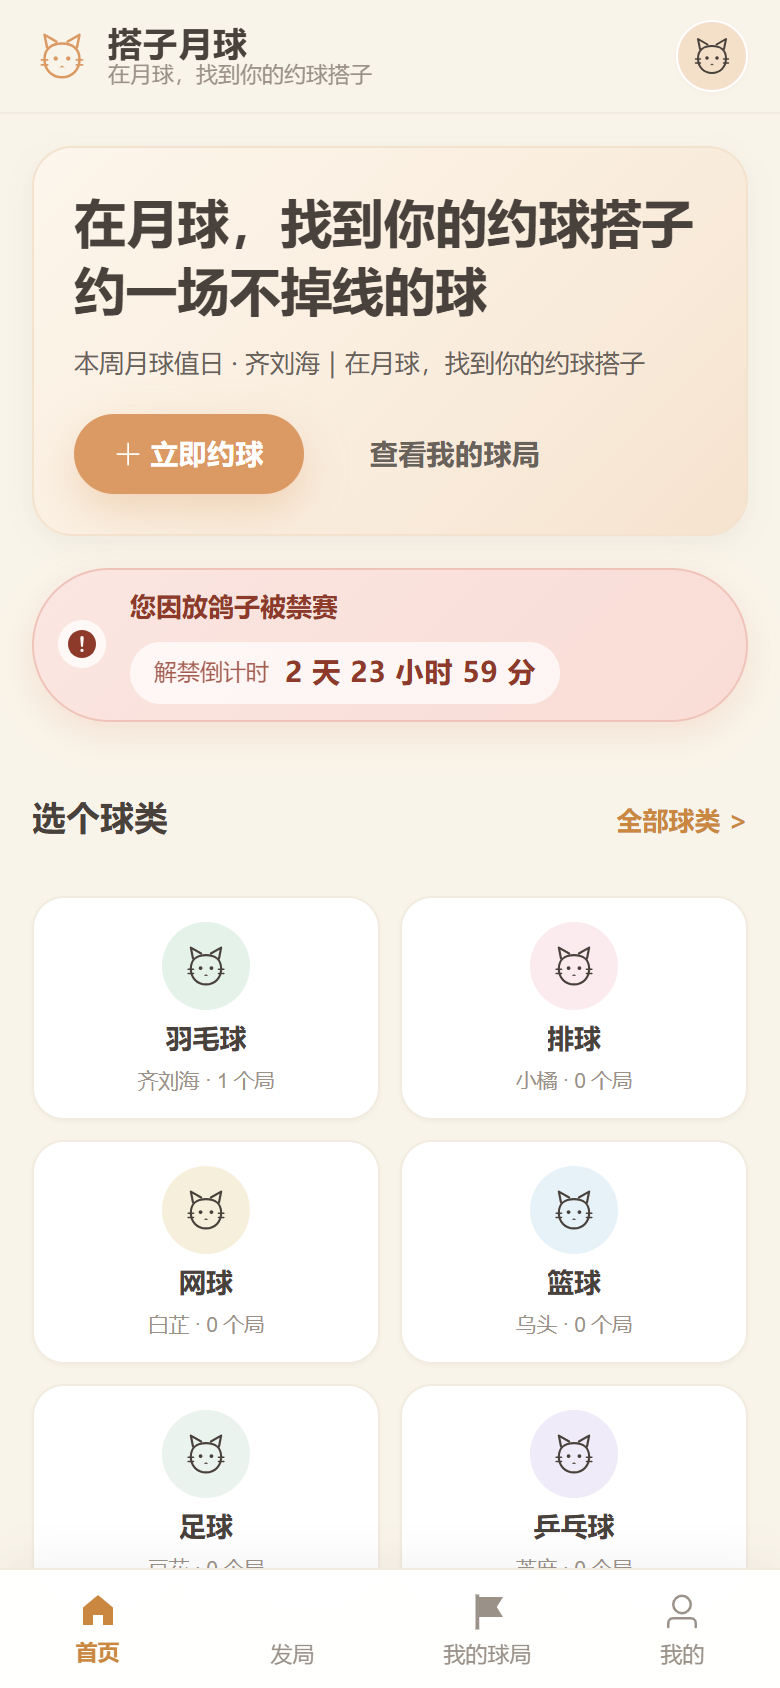 搭子月球
在月球，找到你的约球搭子
在月球，找到你的约球搭子
约一场不掉线的球
本周月球值日 · 齐刘海 | 在月球，找到你的约球搭子
立即约球
查看我的球局
您因放鸽子被禁赛
解禁倒计时 2 天 23 小时 59 分
选个球类
全部球类 >
羽毛球
齐刘海 · 1 个局
排球
小橘 · 0 个局
网球
白芷 · 0 个局
篮球
乌头 · 0 个局
足球
乒乓球
首页
发局
我的球局
我的